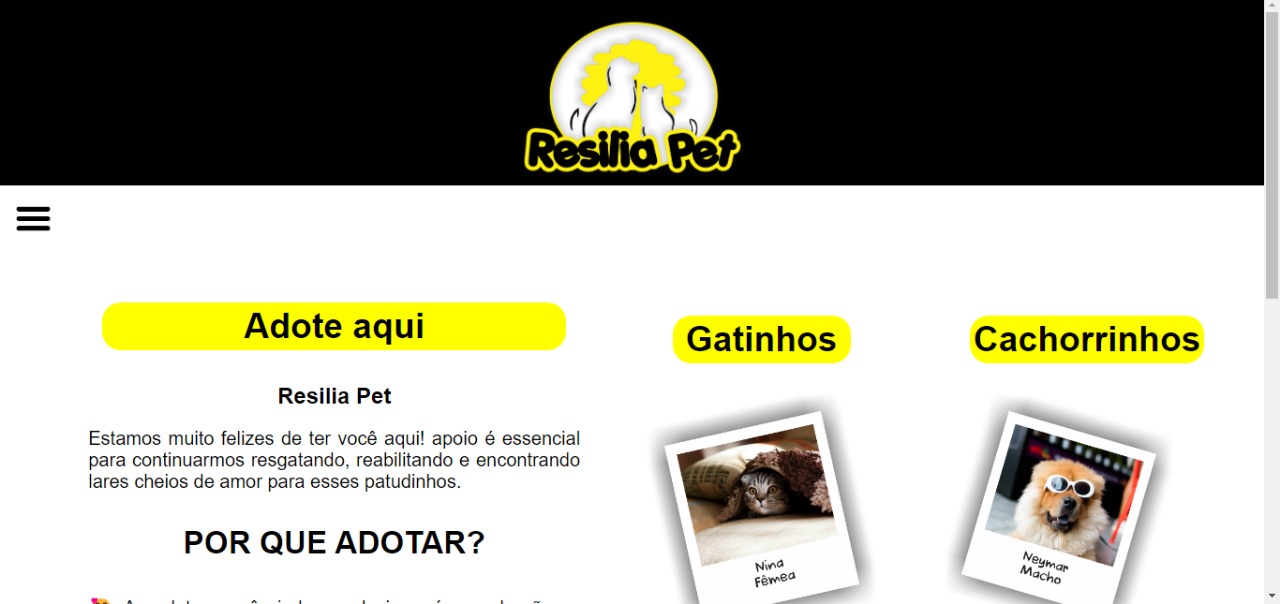 Resilia Pet
Adote aqui
Resilia Pet
Estamos muito felizes de ter você aqui! apoio é essencial
para continuarmos resgatando, reabilitando e encontrando
lares cheios de amor para esses patudinhos.
POR QUE ADOTAR?
Gatinhos
Nina
Fêmea
Cachorrinhos
Neymar
Macho